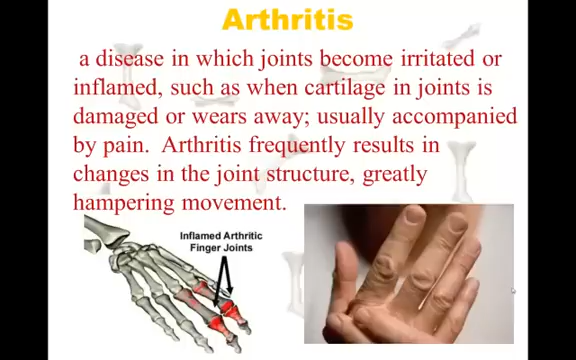 Arthritis
a disease in which joints become irritated or
inflamed, such as when cartilage in joints is
damaged or wears away; usually accompanied
by pain. Arthritis frequently results in
changes in the joint structure, greatly
hampering movement.
Inflamed Arthritic
Finger Joints